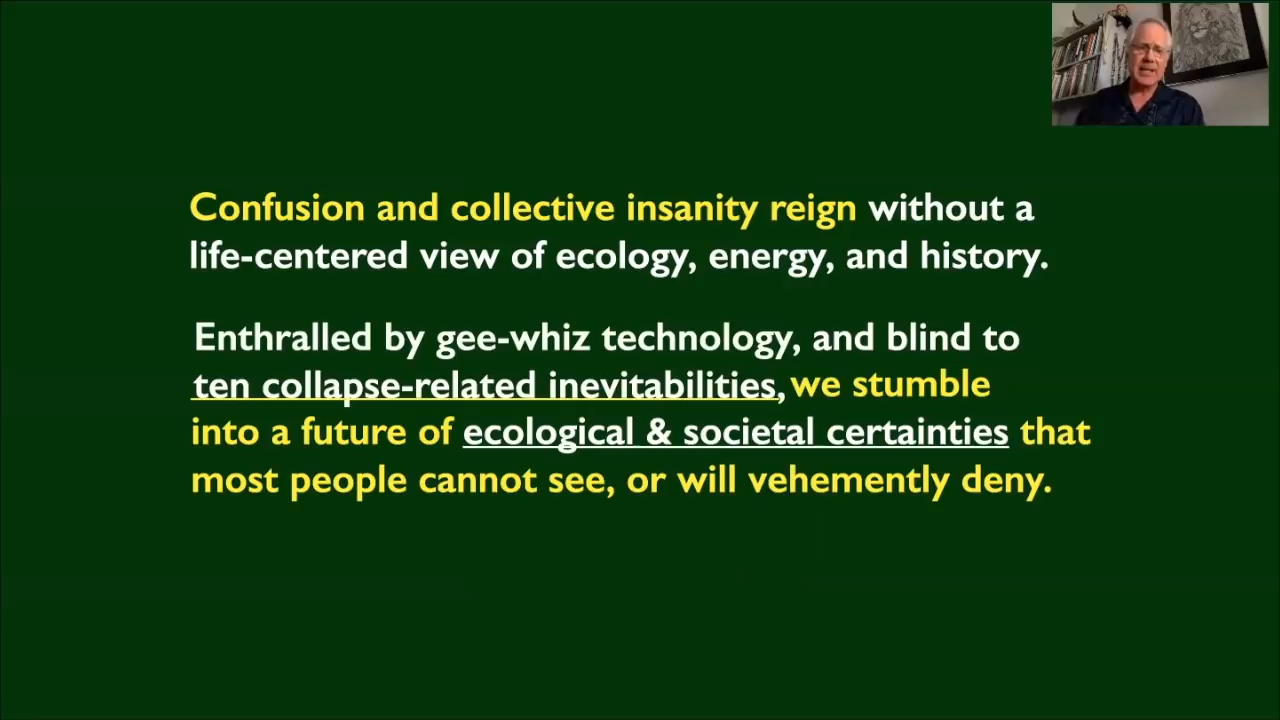 Confusion and collective insanity reign without a
life-centered view of ecology, energy, and history.
Enthralled by gee-whiz technology, and blind to
ten collapse-related inevitabilities, we stumble
into a future of ecological & societal certainties that
most people cannot see, or will vehemently deny.